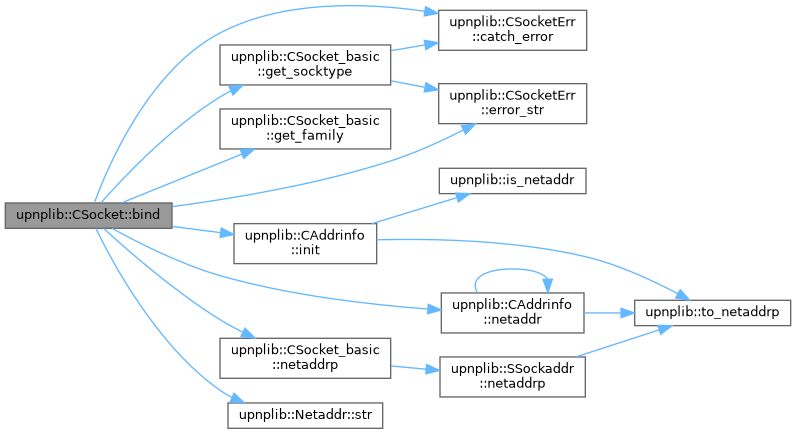 upnplib::CSocketErr
::catch_error
upnplib::CSocket_basic
::get_socktype
upnplib::CSocketErr
::error_str
upnplib::CSocket_basic
::get_family
upnplib::is_netaddr
upnplib::CSocket::bind
upnplib::CAddrinfo
::init
upnplib::CAddrinfo
::netaddr
upnplib::to_netaddrp
upnplib::CSocket_basic
::netaddrp
upnplib::SSockaddr
::netaddrp
upnplib::Netaddr::str